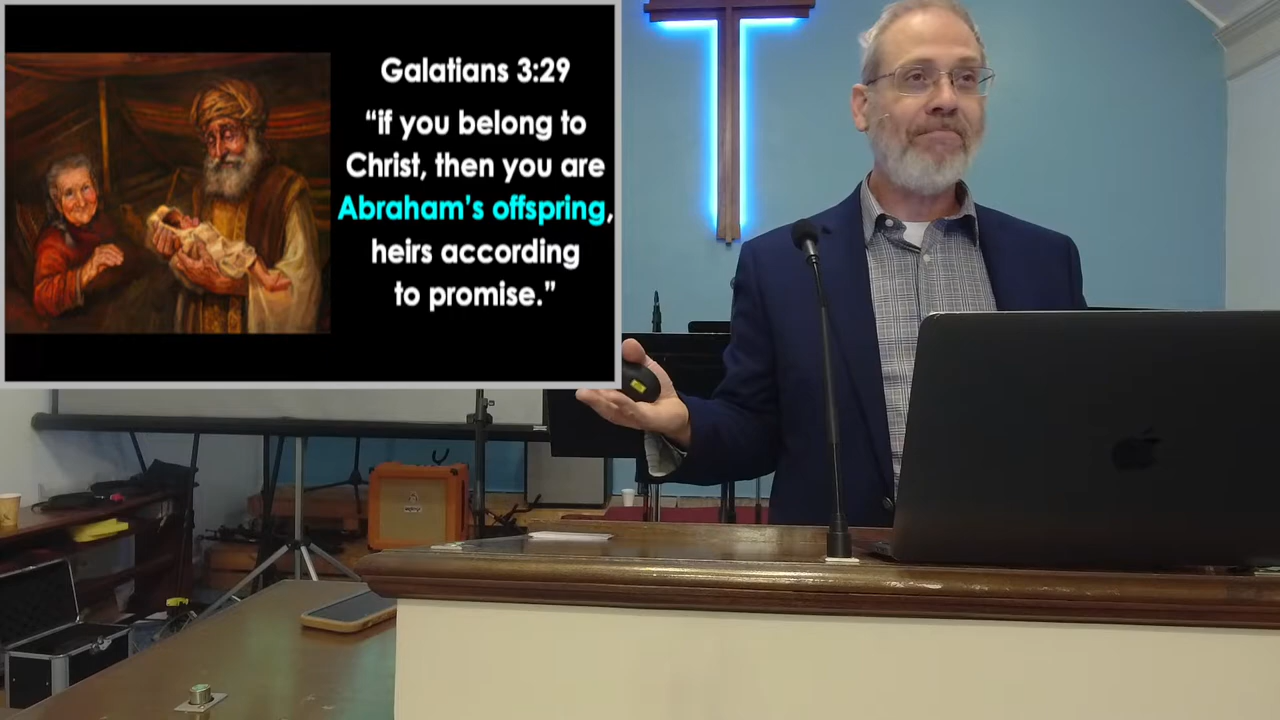 Galatians 3:29
“if you belong to
Christ, then you are
Abraham’s offspring,
heirs according
to promise.”